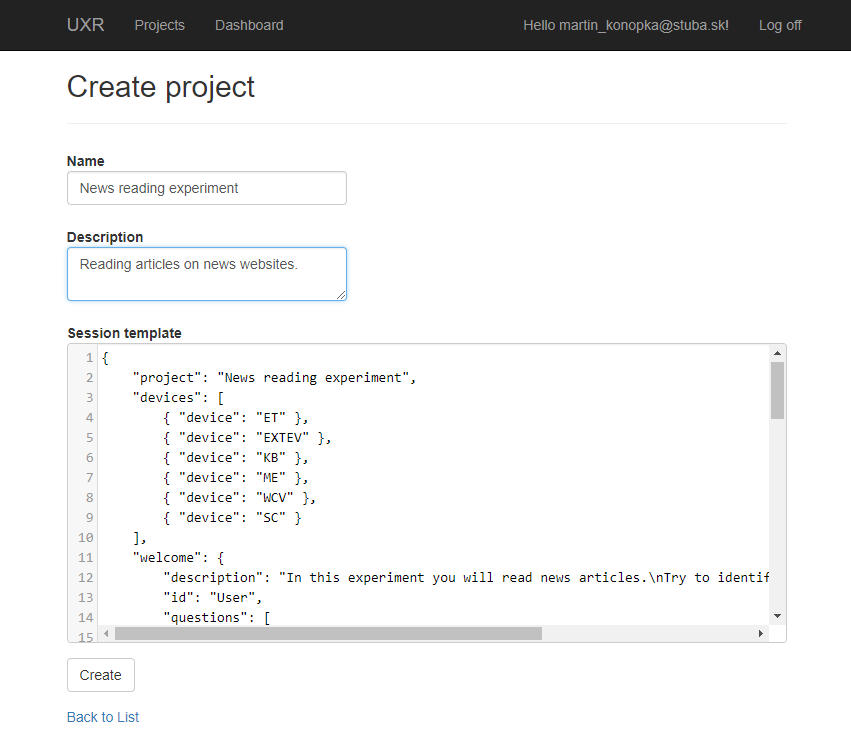 UXR Projects Dashboard Hello martin_konopka@stuba.sk! Log off
Create project
Name
News reading experiment
Description
Reading articles on news websites.
Session template
1 {
2 "project": "News reading experiment",
3 "devices": [
4 { "device": "ET" },
5 { "device": "EXTEV" },
6 { "device": "KB" },
7 { "device": "ME" },
8 { "device": "WCV" },
9 { "device": "SC" }
10 ],
11 "welcome": {
12 "description": "In this experiment you will read news articles.\nTry to identif
13 "id": "User",
14 "questions": [
15
Create
Back to List